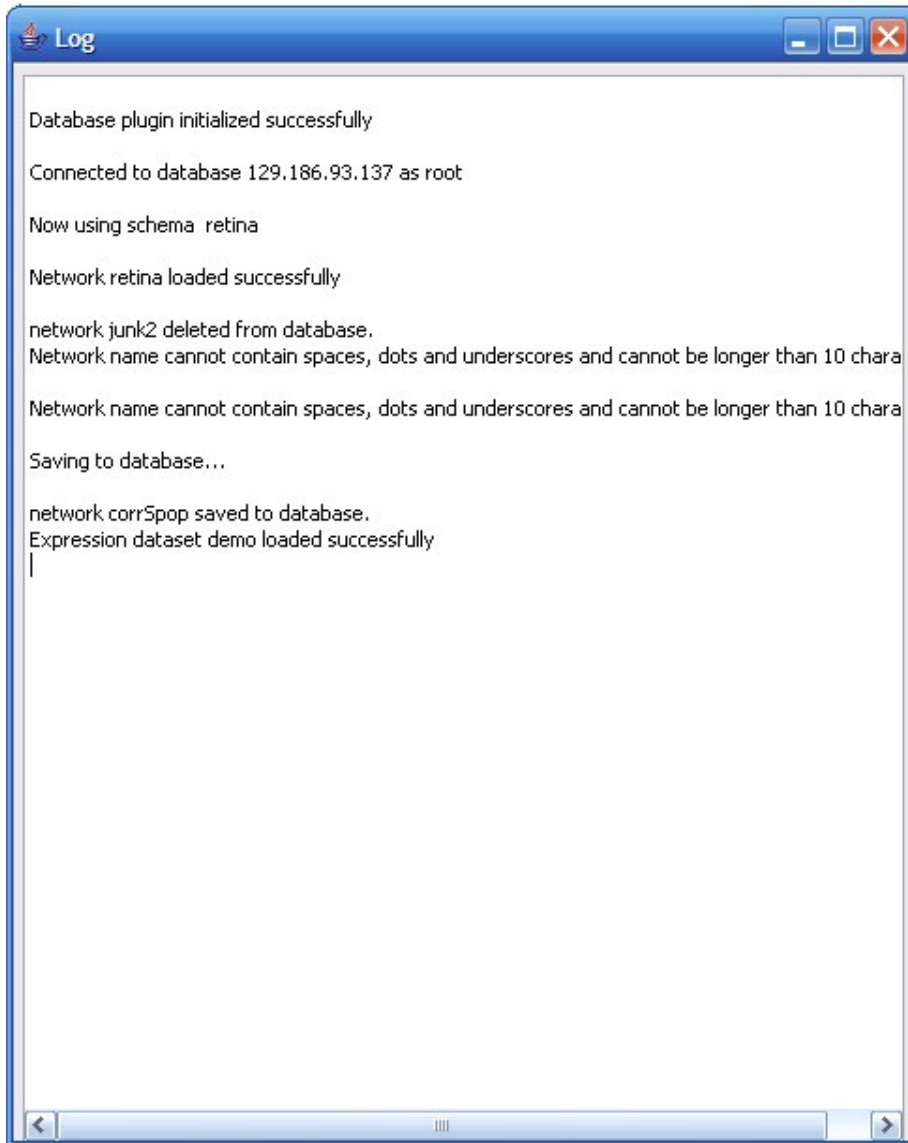 Log
Database plugin initialized successfully
Connected to database 129.186.93.137 as root
Now using schema  retina
Network retina loaded successfully
network junk2 deleted from database.
Network name cannot contain spaces, dots and underscores and cannot be longer than 10 chara
Network name cannot contain spaces, dots and underscores and cannot be longer than 10 chara
Saving to database...
network corrSpop saved to database.
Expression dataset demo loaded successfully